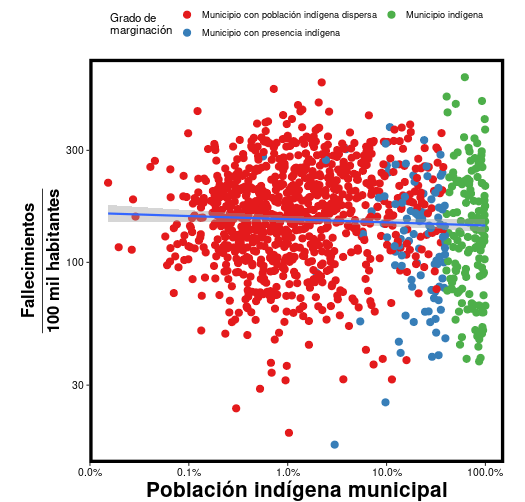 Grado de
marginación
Municipio con población indígena dispersa
Municipio indígena
Municipio con presencia indígena
Fallecimientos
100 mil habitantes
300
100
30
0.0%
0.1%
1.0%
10.0%
100.0%
Población indígena municipal